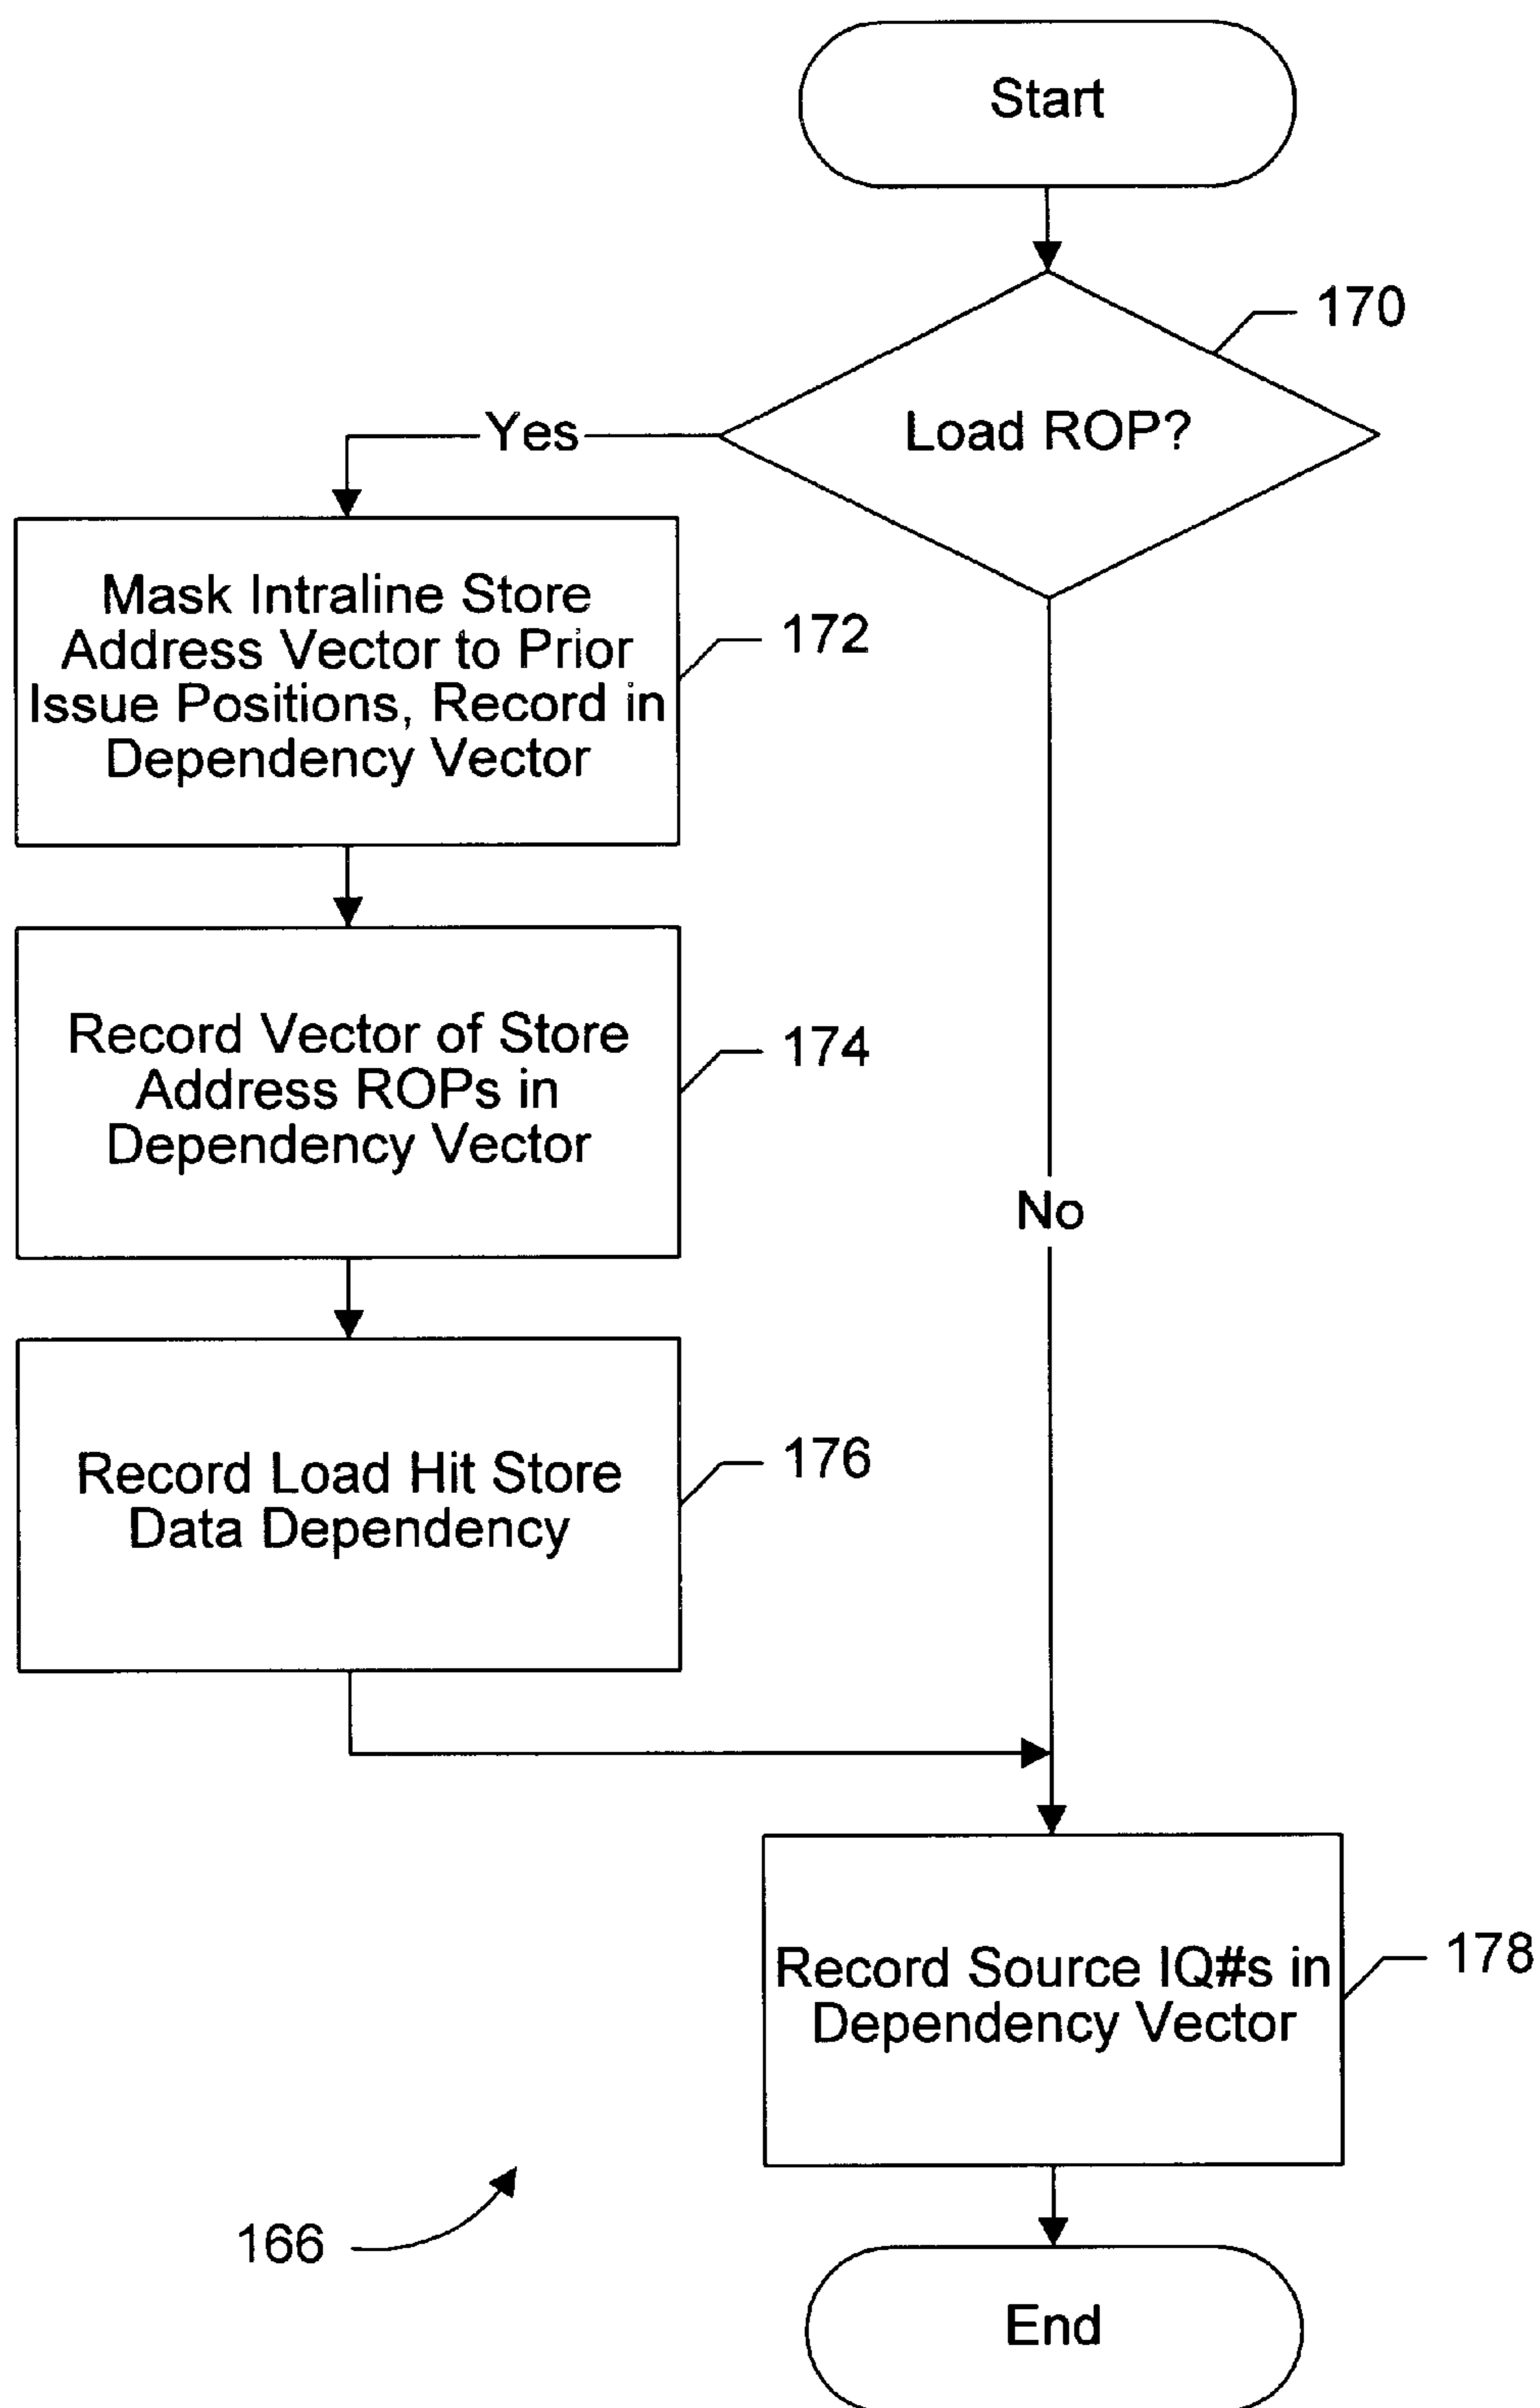 Start
170
Load ROP?
Yes
Mask Intraline Store
Address Vector to Prior
Issue Positions, Record in
Dependency Vector
172
Record Vector of Store
Address ROPs in
Dependency Vector
174
No
Record Load Hit Store
Data Dependency
176
Record Source IQ#s in
Dependency Vector
178
166
End